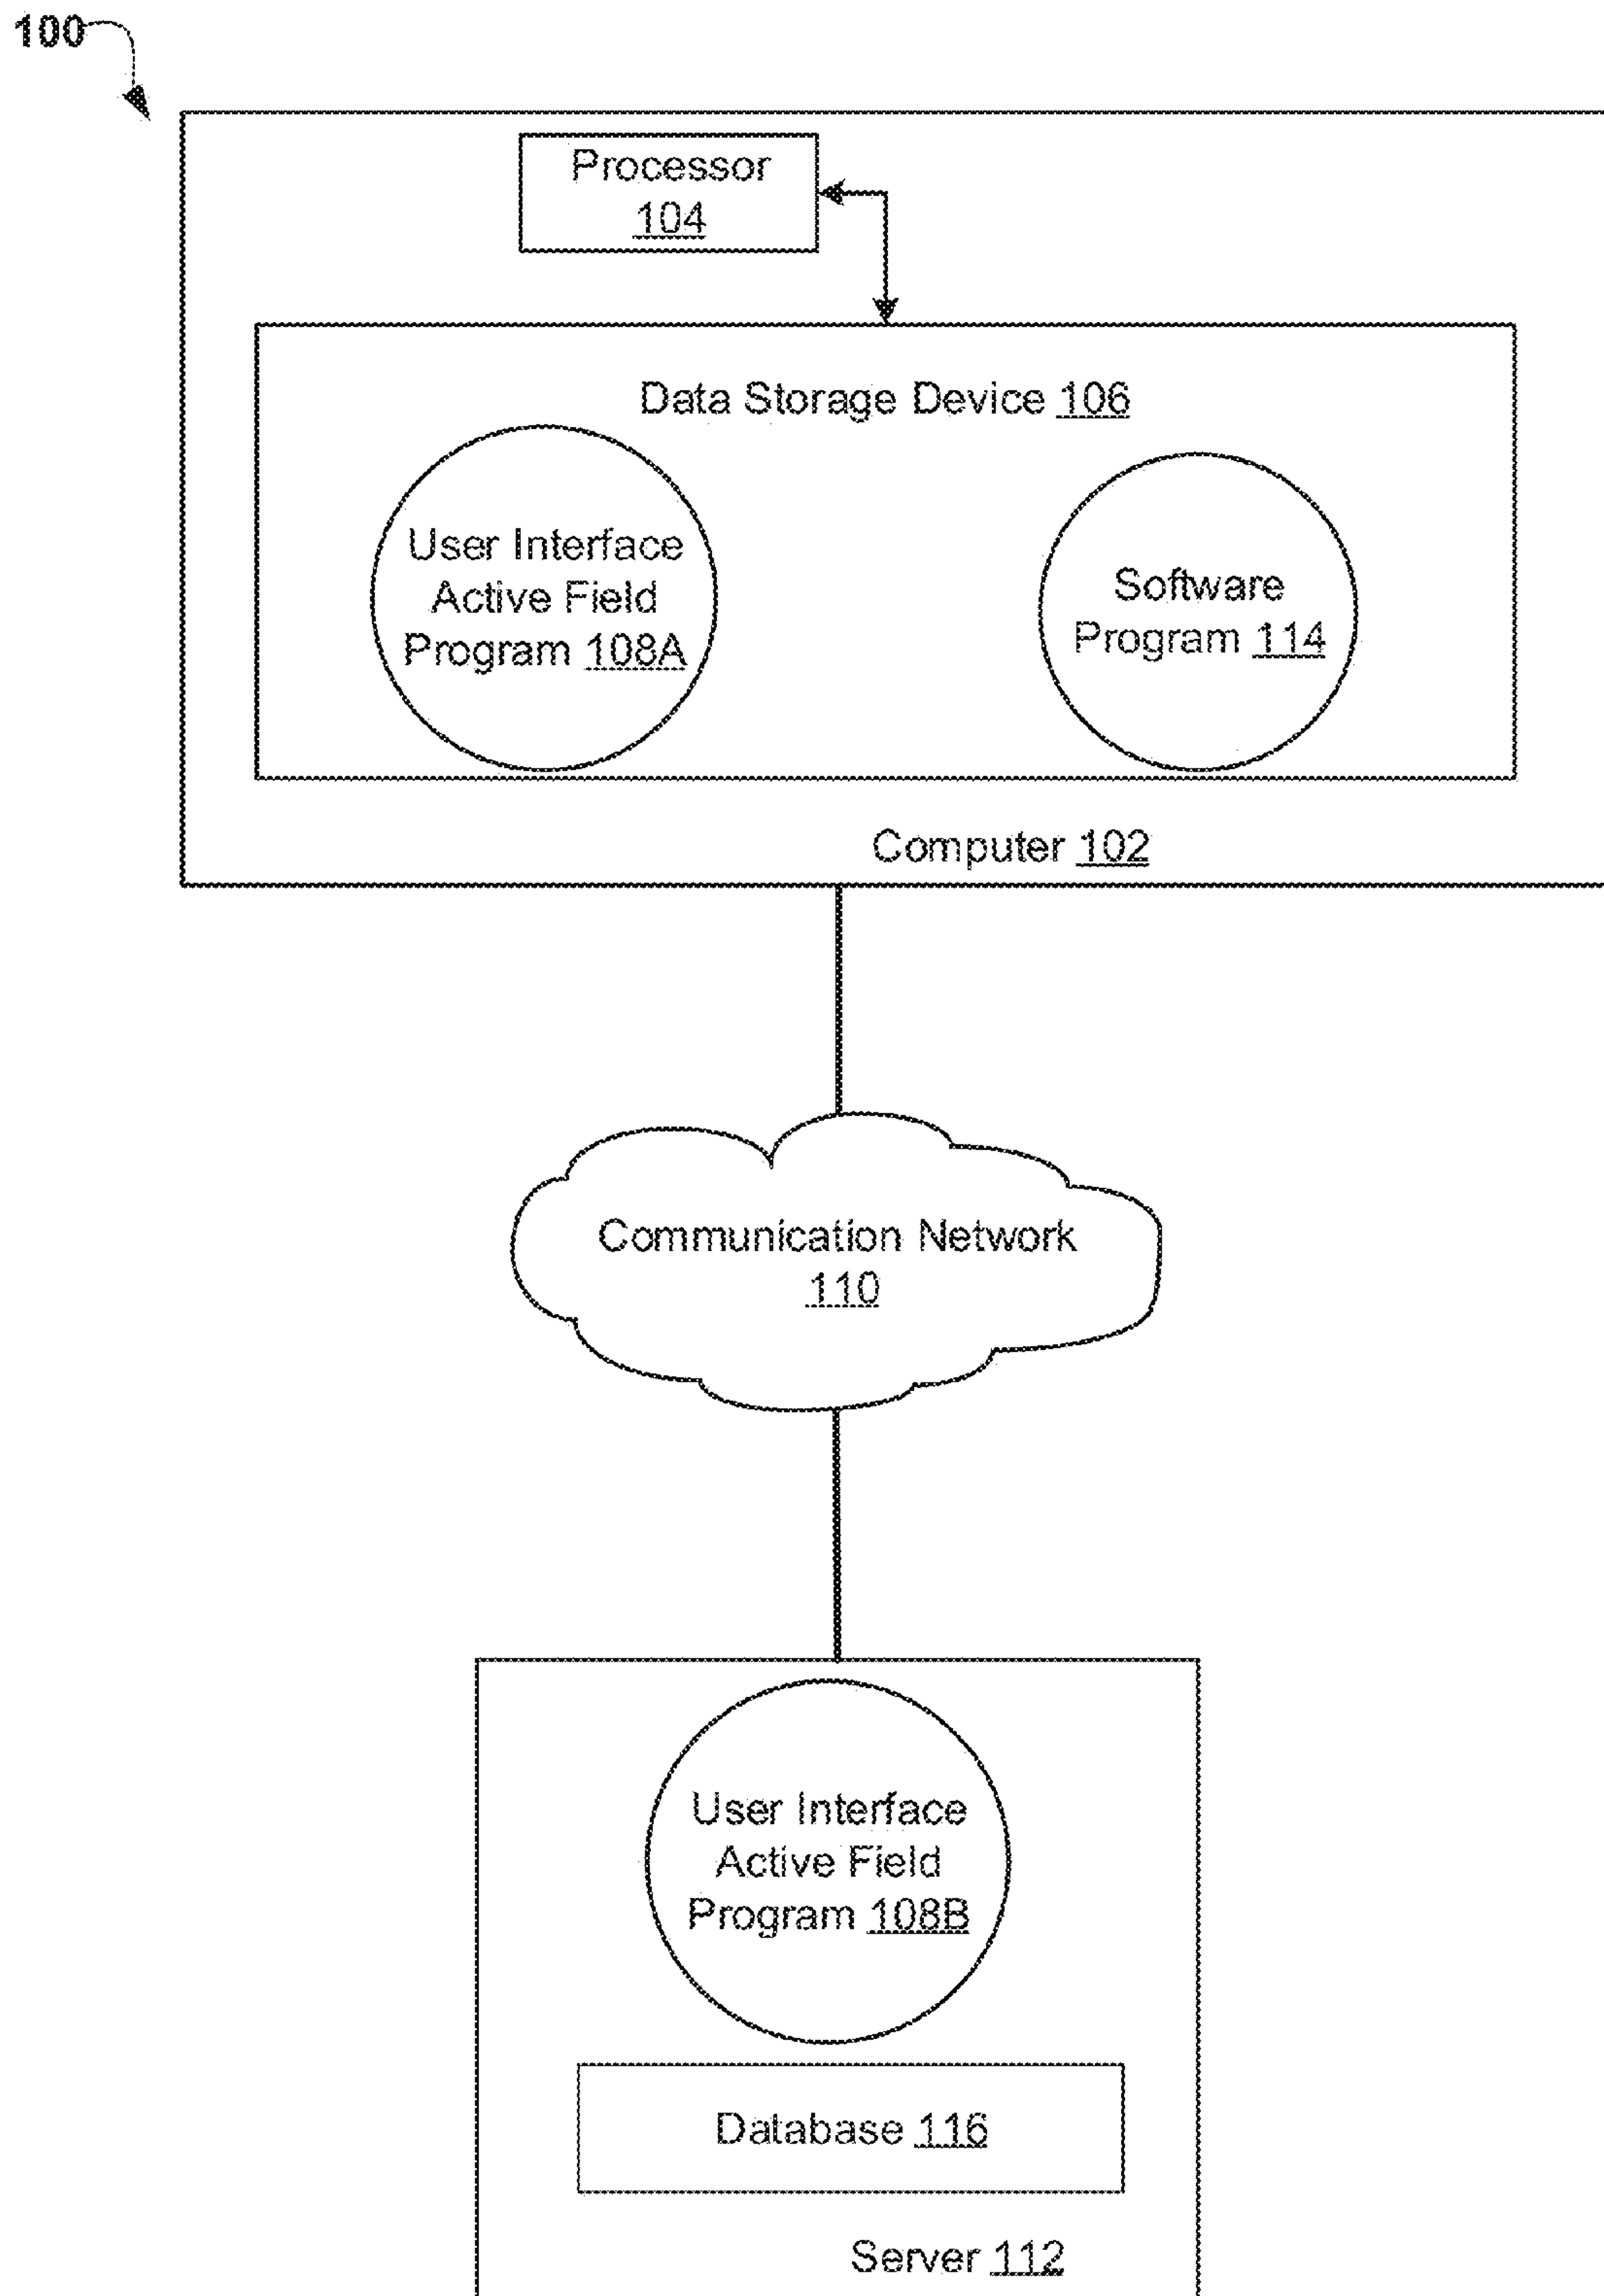 100
Processor
104
Data Storage Device 106
User Interface
Active Field
Program 108A
Software
Program 114
Computer 102
Communication Network
110
User Interface
Active Field
Program 108B
Database 116
Server 112